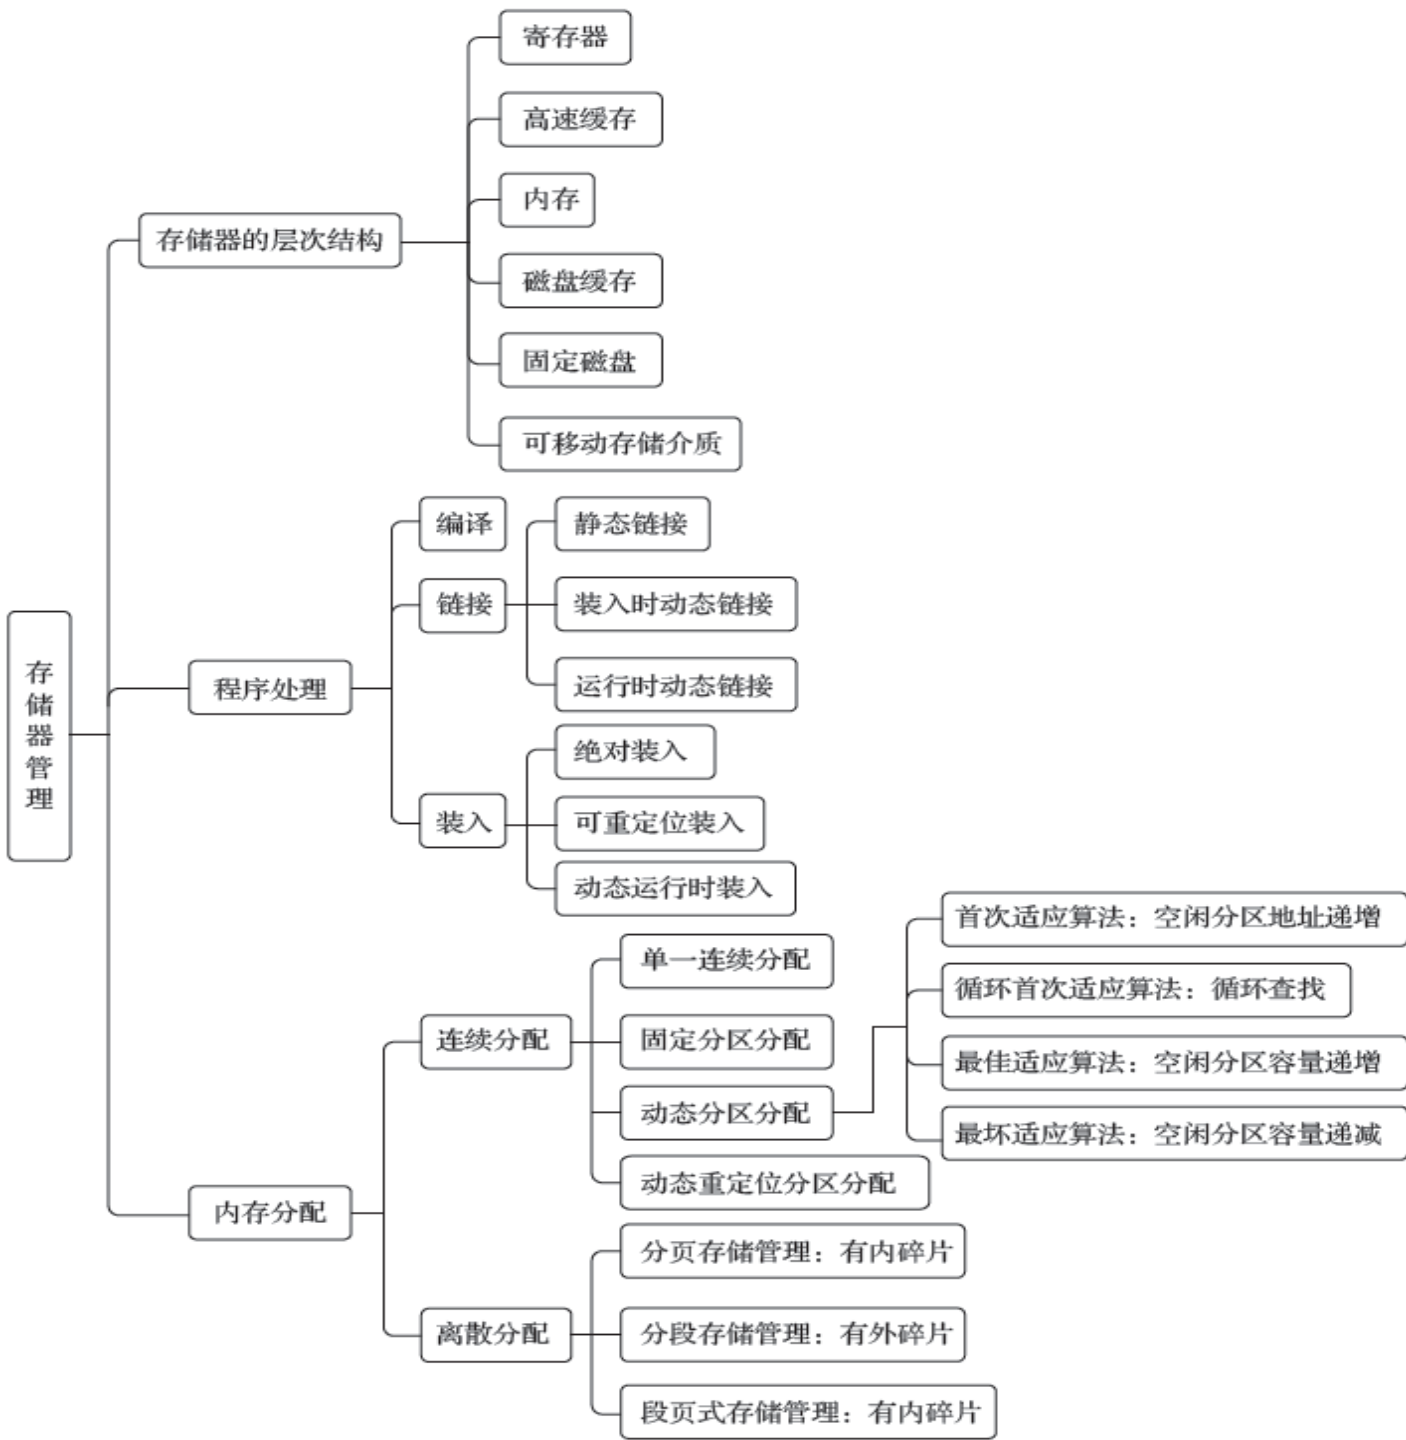 存储器管理
存储器的层次结构
寄存器
高速缓存
内存
磁盘缓存
固定磁盘
可移动存储介质
程序处理
编译
链接
静态链接
装入时动态链接
运行时动态链接
装入
绝对装入
可重定位装入
动态运行时装入
内存分配
连续分配
单一连续分配
固定分区分配
动态分区分配
首次适应算法：空闲分区地址递增
循环首次适应算法：循环查找
最佳适应算法：空闲分区容量递增
最坏适应算法：空闲分区容量递减
动态重定位分区分配
离散分配
分页存储管理：有内碎片
分段存储管理：有外碎片
段页式存储管理：有内碎片